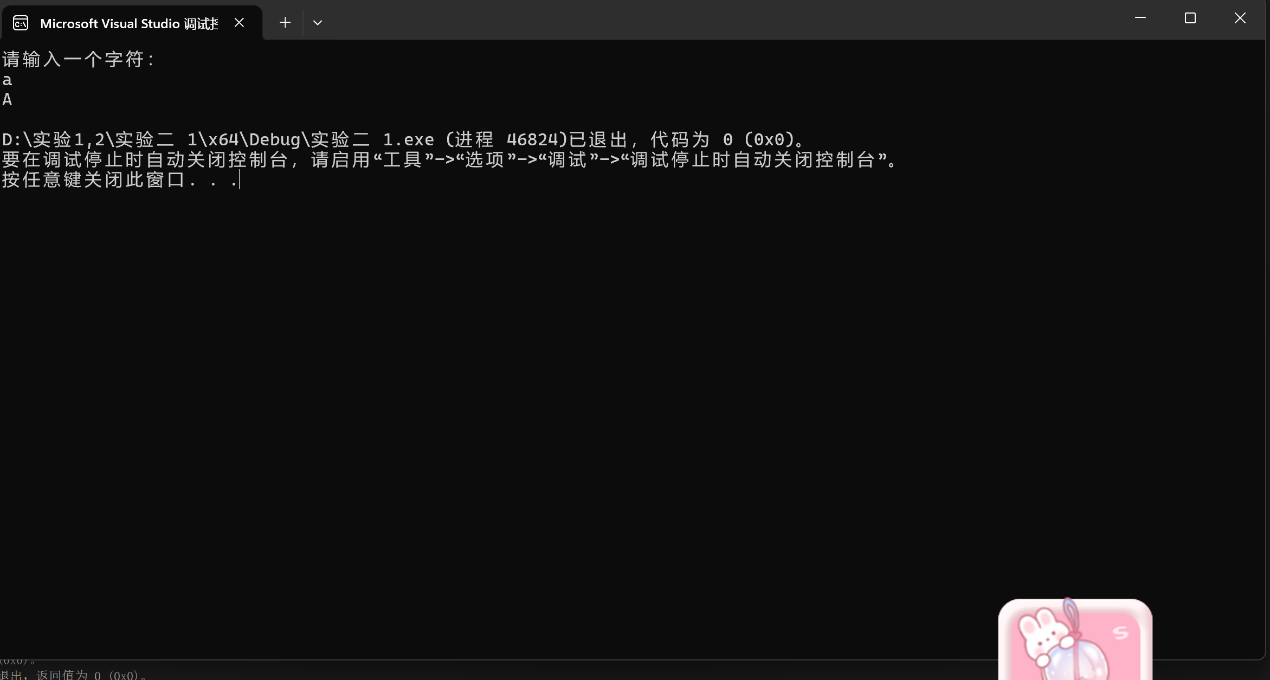 Microsoft Visual Studio 调试
请输入一个字符：
a
A
D:\实验1,2\实验二 1\x64\Debug\实验二 1.exe (进程 46824)已退出，代码为 0 (0x0)。
要在调试停止时自动关闭控制台，请启用“工具”->“选项”->“调试”->“调试停止时自动关闭控制台”。
按任意键关闭此窗口. . .
(0x0)。
退出，返回值为 0 (0x0)。
S